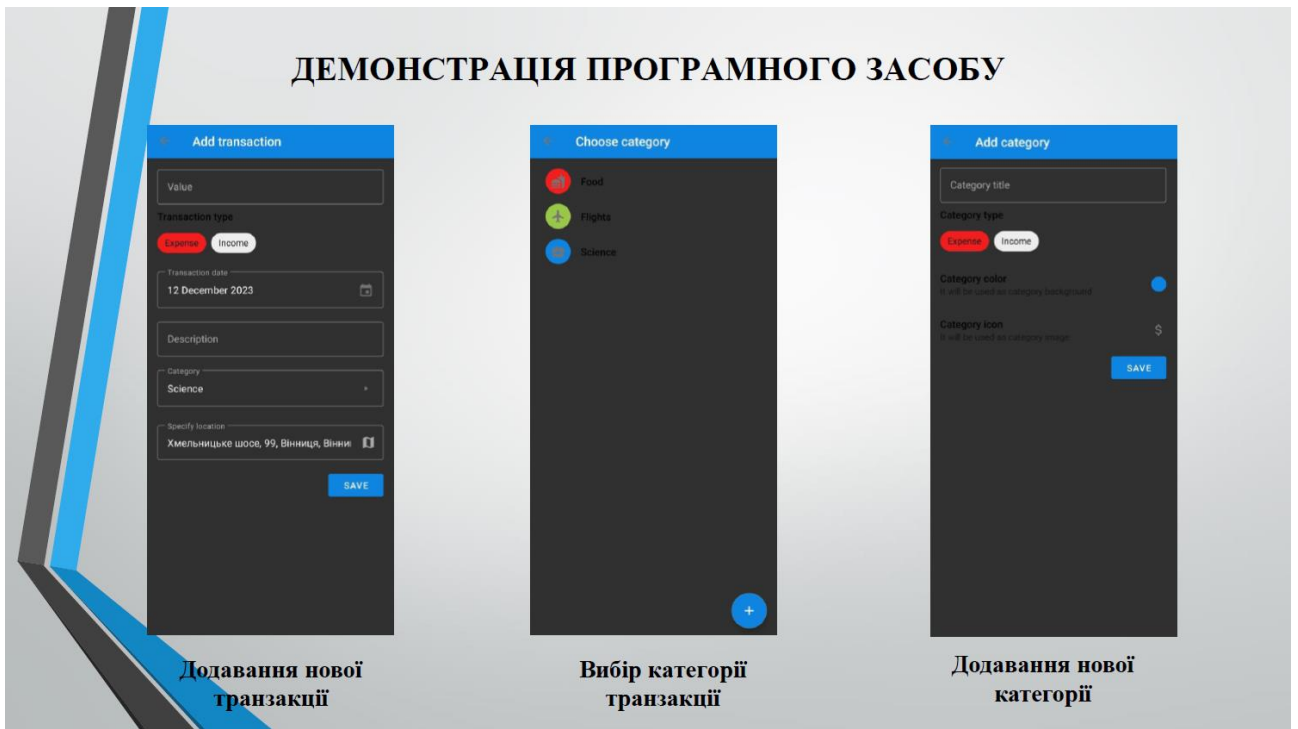 ДЕМОНСТРАЦІЯ ПРОГРАМНОГО ЗАСОБУ
Add transaction
Value
Transaction type
Expense Income
Transaction date
12 December 2023
Description
Category
Science
Specify location
Хмельницьке шосе, 99, Вінниця, Вінни
SAVE
Додавання нової
транзакції
Choose category
Food
Flights
Science
+
Вибір категорії
транзакції
Add category
Category title
Category type
Expense Income
Category color
It will be used as category background
Category icon
It will be used as category image
$
SAVE
Додавання нової
категорії